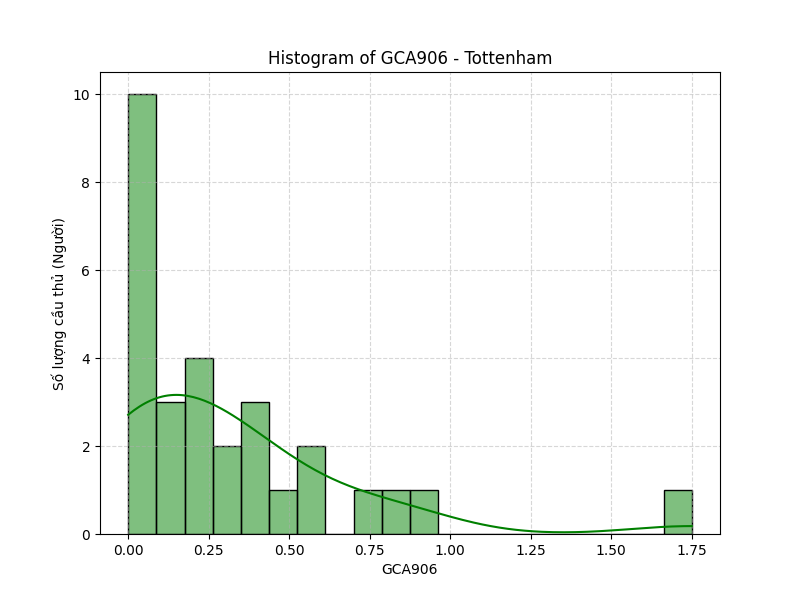 Histogram of GCA906 - Tottenham
Số lượng cầu thủ (Người)
10
8
6
4
2
0
0.00 0.25 0.50 0.75 1.00 1.25 1.50 1.75
GCA906